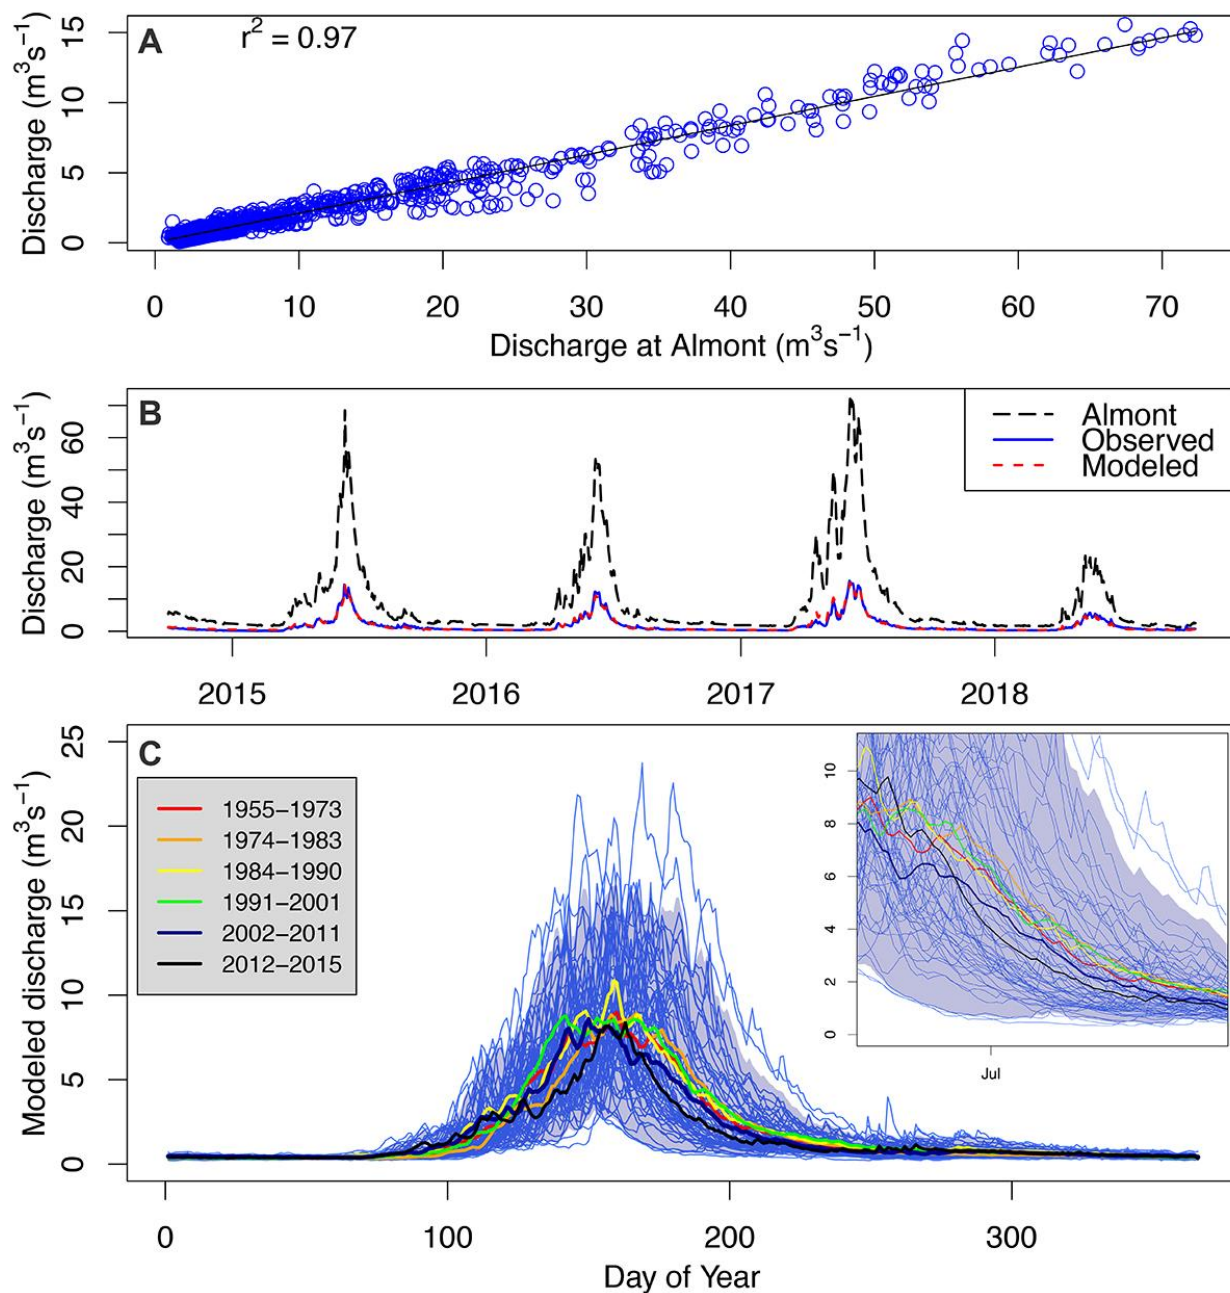 A
r² = 0.97
Discharge (m³s⁻¹)
15
10
5
0
0 10 20 30 40 50 60 70
Discharge at Almont (m³s⁻¹)
B
Almont
Observed
Modeled
Discharge (m³s⁻¹)
60
40
20
0
2015 2016 2017 2018
C
1955–1973
1974–1983
1984–1990
1991–2001
2002–2011
2012–2015
Modeled discharge (m³s⁻¹)
25
20
15
10
5
0
10
8
6
4
2
0
Jul
0 100 200 300
Day of Year